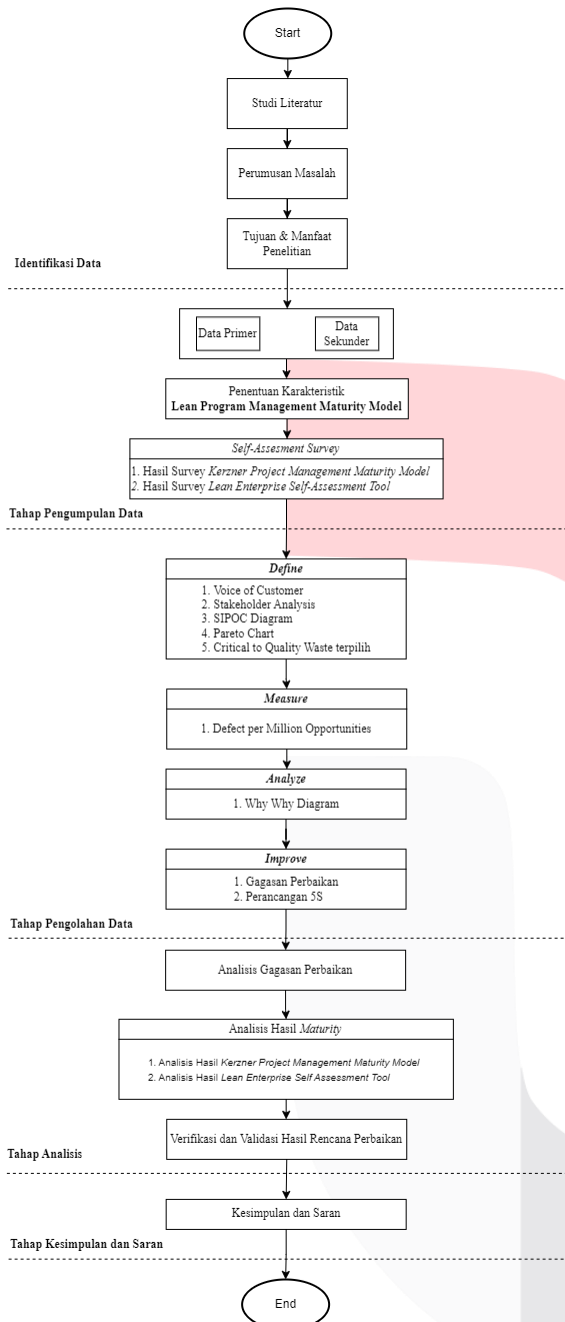 Start
Studi Literatur
Perumusan Masalah
Tujuan & Manfaat
Penelitian
Identifikasi Data
Data Primer
Data
Sekunder
Penentuan Karakteristik
Lean Program Management Maturity Model
Self-Assesment Survey
1. Hasil Survey Kerzner Project Management Maturity Model
2. Hasil Survey Lean Enterprise Self-Assessment Tool
Tahap Pengumpulan Data
Define
1. Voice of Customer
2. Stakeholder Analysis
3. SIPOC Diagram
4. Pareto Chart
5. Critical to Quality Waste terpilih
Measure
1. Defect per Million Opportunities
Analyze
1. Why Why Diagram
Improve
1. Gagasan Perbaikan
2. Perancangan 5S
Tahap Pengolahan Data
Analisis Gagasan Perbaikan
Analisis Hasil Maturity
1. Analisis Hasil Kerzner Project Management Maturity Model
2. Analisis Hasil Lean Enterprise Self Assessment Tool
Verifikasi dan Validasi Hasil Rencana Perbaikan
Tahap Analisis
Kesimpulan dan Saran
Tahap Kesimpulan dan Saran
End